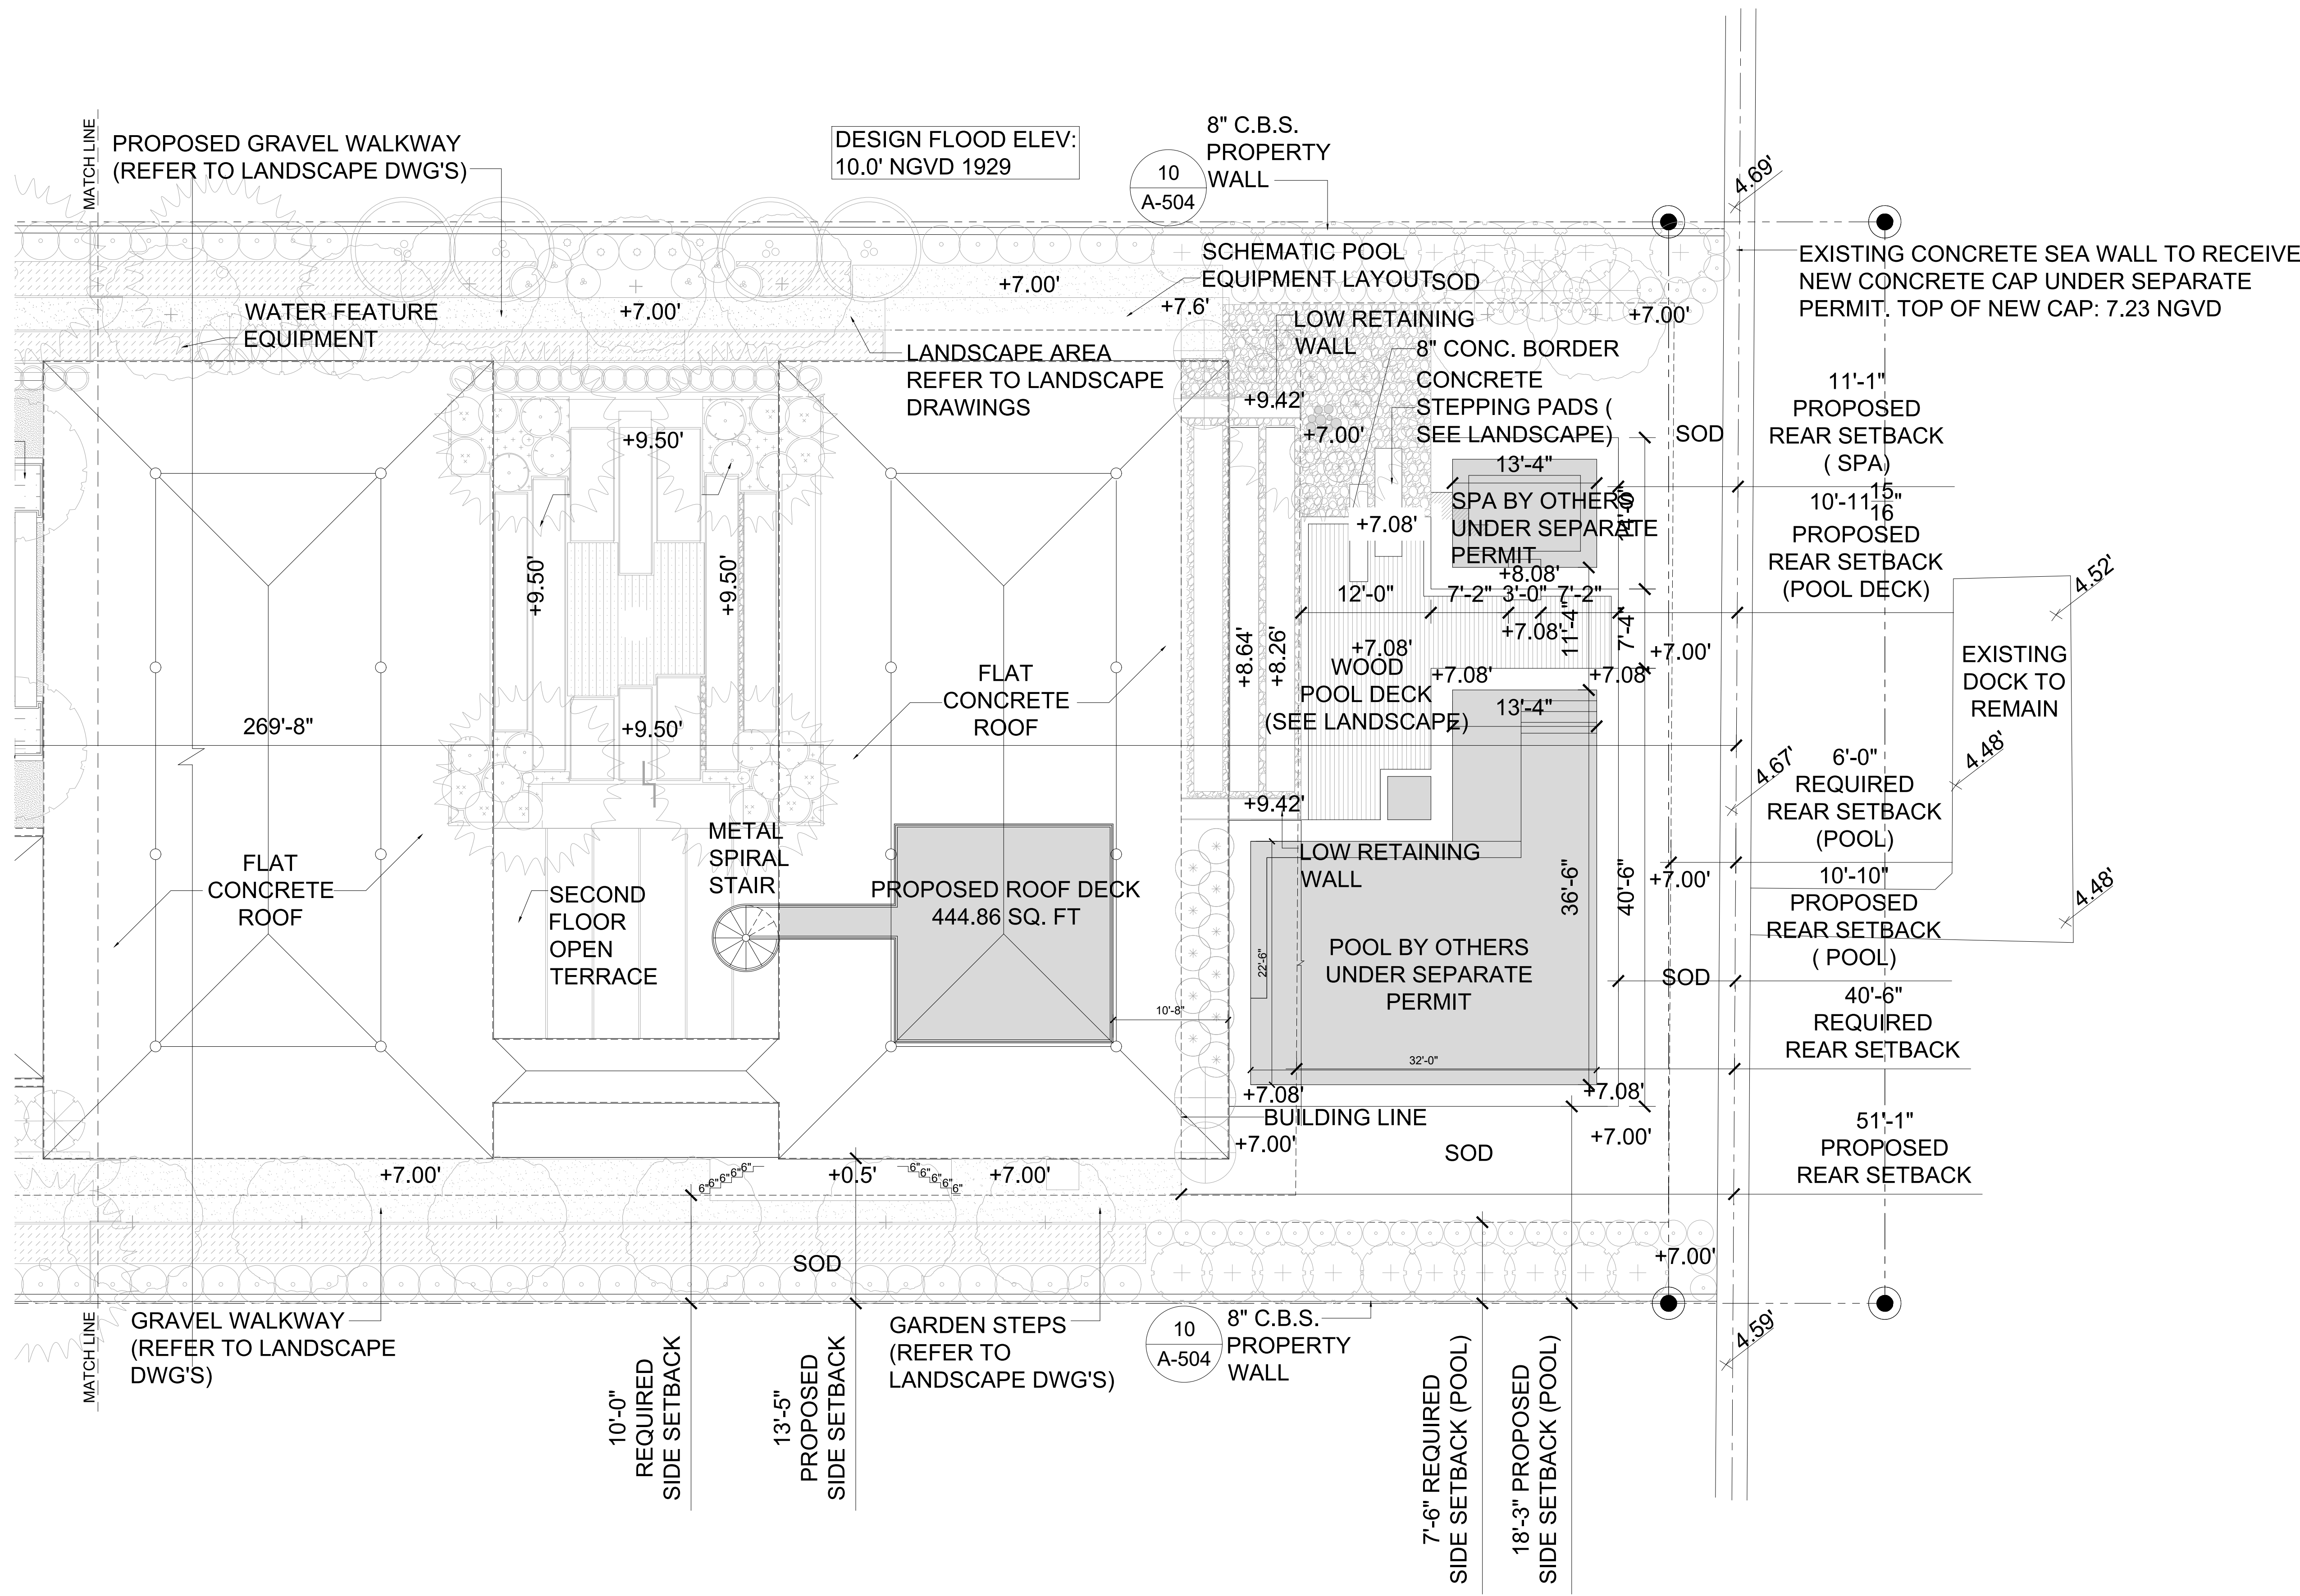 MATCH LINE
PROPOSED GRAVEL WALKWAY
(REFER TO LANDSCAPE DWG'S)
DESIGN FLOOD ELEV:
10.0' NGVD 1929
10
A-504
8" C.B.S.
PROPERTY
WALL
4.69'
EXISTING CONCRETE SEA WALL TO RECEIVE
NEW CONCRETE CAP UNDER SEPARATE
PERMIT. TOP OF NEW CAP: 7.23 NGVD
SCHEMATIC POOL
EQUIPMENT LAYOUT
SOD
+7.00'
+7.6'
+7.00'
+7.00'
WATER FEATURE
EQUIPMENT
LOW RETAINING
WALL
8" CONC. BORDER
LANDSCAPE AREA
REFER TO LANDSCAPE
DRAWINGS
CONCRETE
STEPPING PADS (
SEE LANDSCAPE)
+9.42'
+7.00'
SOD
+9.50'
13'-4"
11'-1"
PROPOSED
REAR SETBACK
( SPA)
10'-11 15/16"
PROPOSED
REAR SETBACK
(POOL DECK)
SPA BY OTHERS
UNDER SEPARATE
PERMIT
+7.08'
+8.08'
+9.50'
+9.50'
12'-0"
7'-2"
3'-0"
7'-2"
+7.08'
11'-4"
7'-4"
4.52'
+8.64'
+8.26'
+7.08'
WOOD
POOL DECK
(SEE LANDSCAPE)
+7.08'
+7.08'
+7.00'
EXISTING
DOCK TO
REMAIN
FLAT
CONCRETE
ROOF
269'-8"
+9.50'
13'-4"
4.67'
4.48'
6'-0"
REQUIRED
REAR SETBACK
(POOL)
+9.42'
METAL
SPIRAL
STAIR
LOW RETAINING
WALL
FLAT
CONCRETE
ROOF
SECOND
FLOOR
OPEN
TERRACE
PROPOSED ROOF DECK
444.86 SQ. FT
36'-6"
40'-6"
+7.00'
10'-10"
PROPOSED
REAR SETBACK
( POOL)
4.48'
22'-6"
POOL BY OTHERS
UNDER SEPARATE
PERMIT
SOD
10'-8"
40'-6"
REQUIRED
REAR SETBACK
32'-0"
+7.08'
+7.08'
BUILDING LINE
+7.00'
+7.00'
SOD
51'-1"
PROPOSED
REAR SETBACK
+7.00'
6"
6"
6"
6"
6"
+0.5'
6"
6"
6"
6"
6"
+7.00'
SOD
+7.00'
MATCH LINE
GRAVEL WALKWAY
(REFER TO LANDSCAPE
DWG'S)
10'-0"
REQUIRED
SIDE SETBACK
13'-5"
PROPOSED
SIDE SETBACK
GARDEN STEPS
(REFER TO
LANDSCAPE DWG'S)
10
A-504
8" C.B.S.
PROPERTY
WALL
7'-6" REQUIRED
SIDE SETBACK (POOL)
18'-3" PROPOSED
SIDE SETBACK (POOL)
4.59'